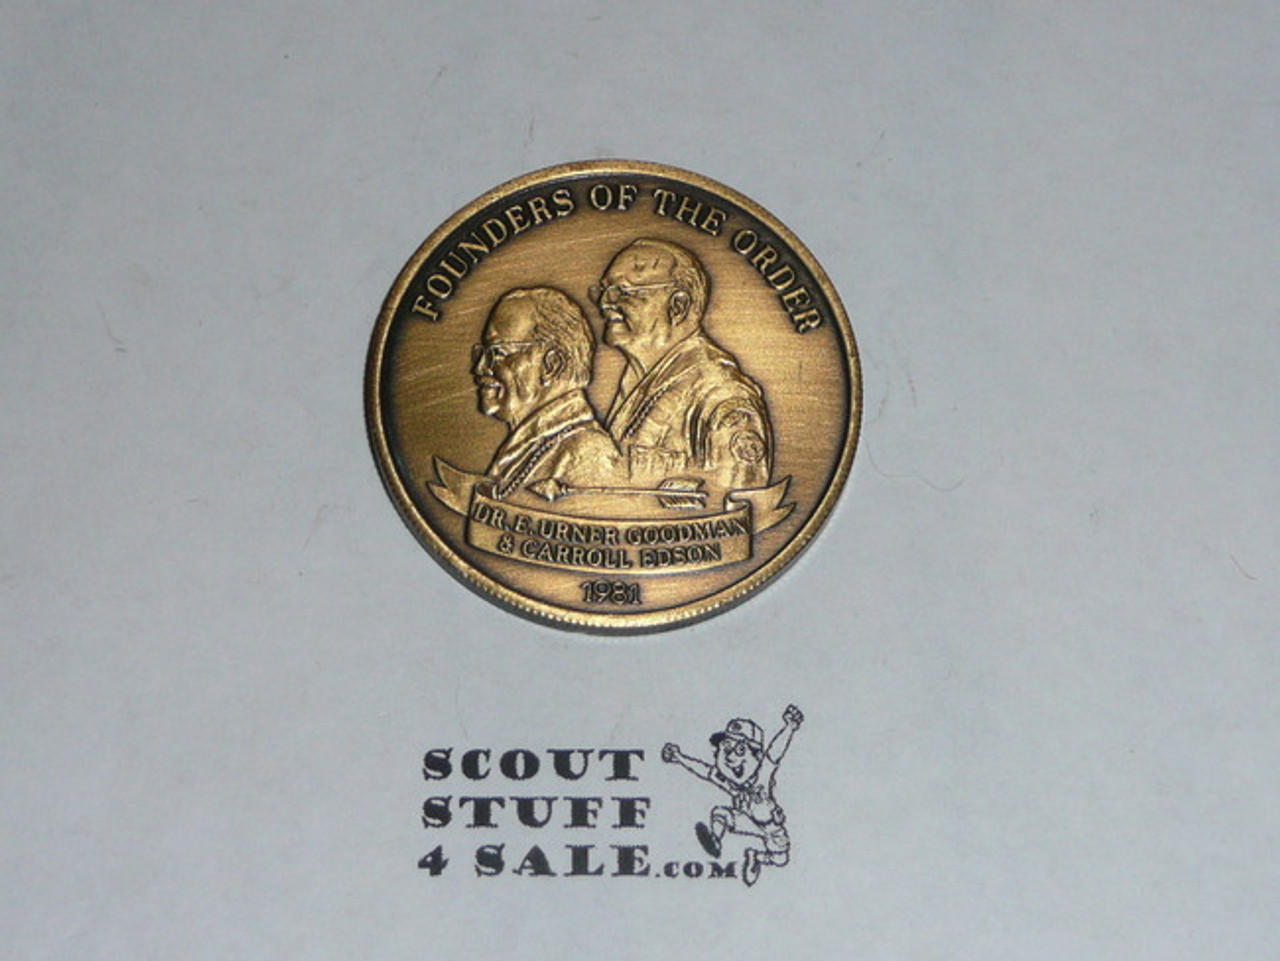 FOUNDERS OF THE ORDER
DR. E. URNER GOODMAN
& CARROLL EDSON
1981
SCOUT
STUFF
4 SALE.COM